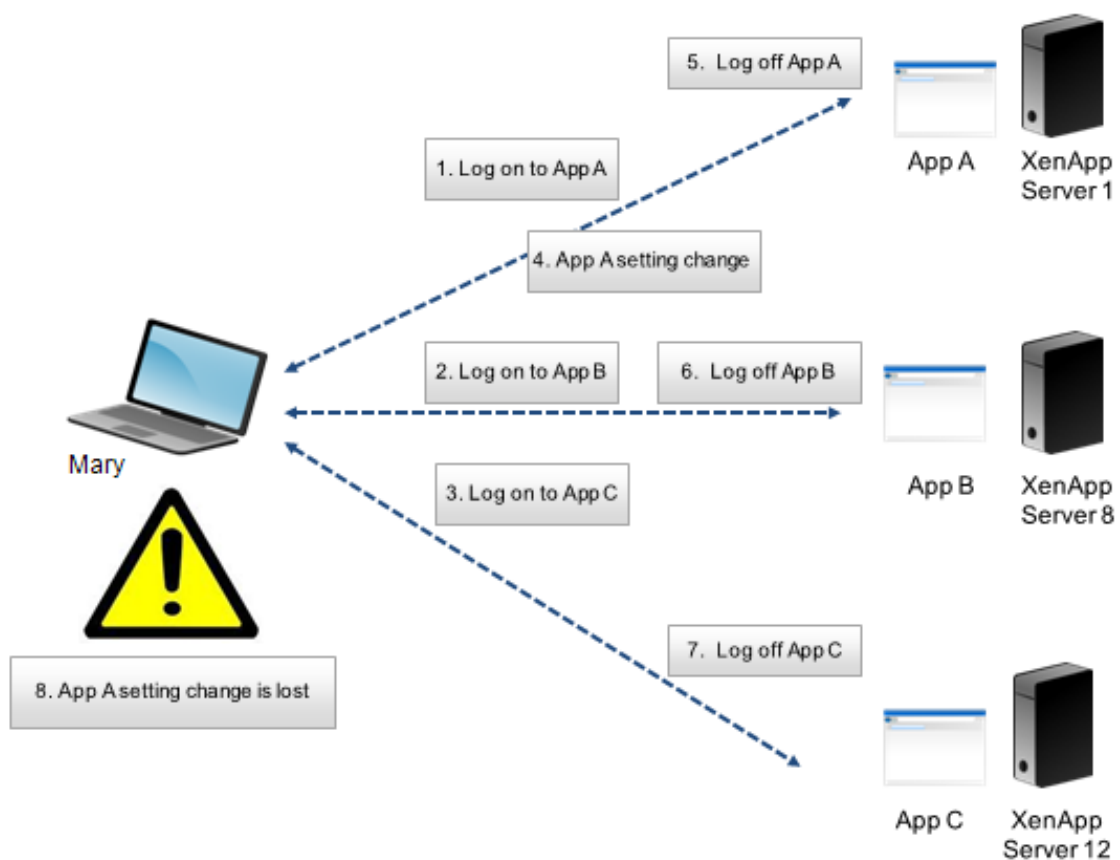 5. Log off App A
1. Log on to App A
App A
XenApp
Server 1
4. App A setting change
2. Log on to App B
6. Log off App B
Mary
3. Log on to App C
App B
XenApp
Server 8
7. Log off App C
8. App A setting change is lost
App C
XenApp
Server 12